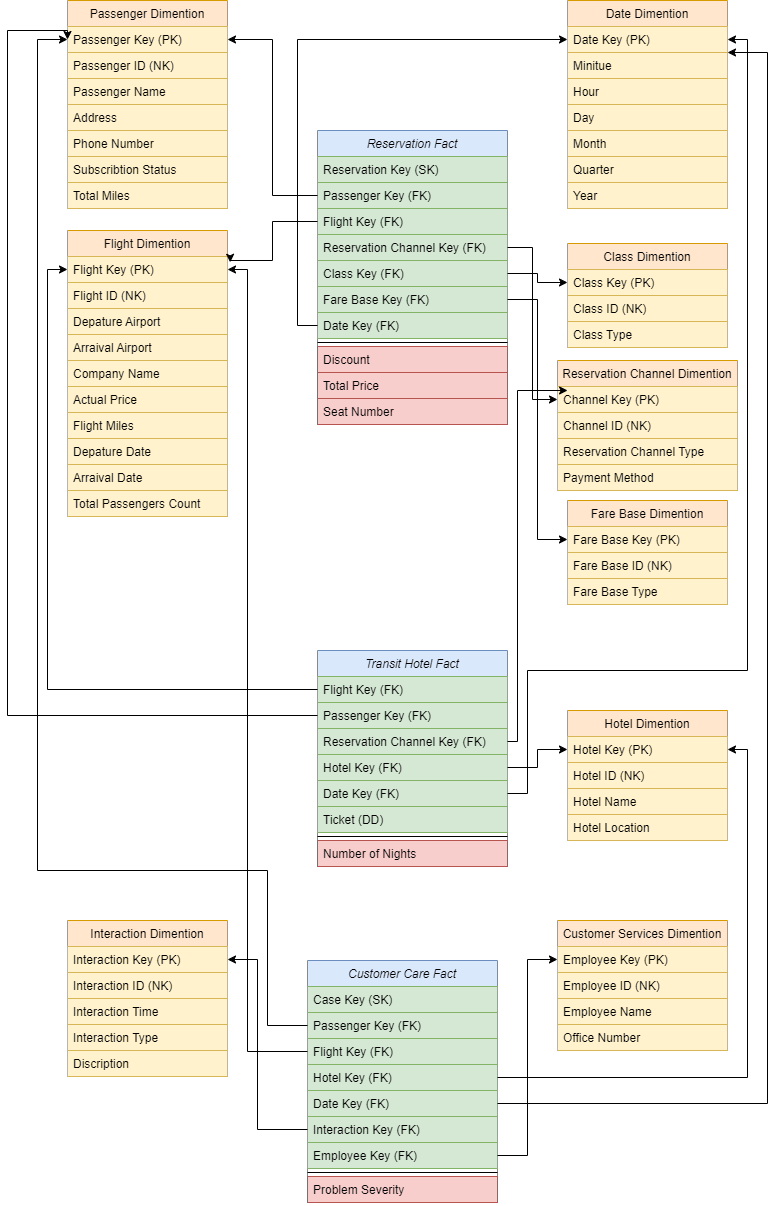 Passenger Dimention
Passenger Key (PK)
Passenger ID (NK)
Passenger Name
Address
Phone Number
Subscribtion Status
Total Miles
Date Dimention
Date Key (PK)
Minitue
Hour
Day
Month
Quarter
Year
Reservation Fact
Reservation Key (SK)
Passenger Key (FK)
Flight Key (FK)
Reservation Channel Key (FK)
Class Key (FK)
Fare Base Key (FK)
Date Key (FK)
Discount
Total Price
Seat Number
Flight Dimention
Flight Key (PK)
Flight ID (NK)
Depature Airport
Arraival Airport
Company Name
Actual Price
Flight Miles
Depature Date
Arraival Date
Total Passengers Count
Class Dimention
Class Key (PK)
Class ID (NK)
Class Type
Reservation Channel Dimention
Channel Key (PK)
Channel ID (NK)
Reservation Channel Type
Payment Method
Fare Base Dimention
Fare Base Key (PK)
Fare Base ID (NK)
Fare Base Type
Transit Hotel Fact
Flight Key (FK)
Passenger Key (FK)
Reservation Channel Key (FK)
Hotel Key (FK)
Date Key (FK)
Ticket (DD)
Number of Nights
Hotel Dimention
Hotel Key (PK)
Hotel ID (NK)
Hotel Name
Hotel Location
Interaction Dimention
Interaction Key (PK)
Interaction ID (NK)
Interaction Time
Interaction Type
Discription
Customer Care Fact
Case Key (SK)
Passenger Key (FK)
Flight Key (FK)
Hotel Key (FK)
Date Key (FK)
Interaction Key (FK)
Employee Key (FK)
Problem Severity
Customer Services Dimention
Employee Key (PK)
Employee ID (NK)
Employee Name
Office Number